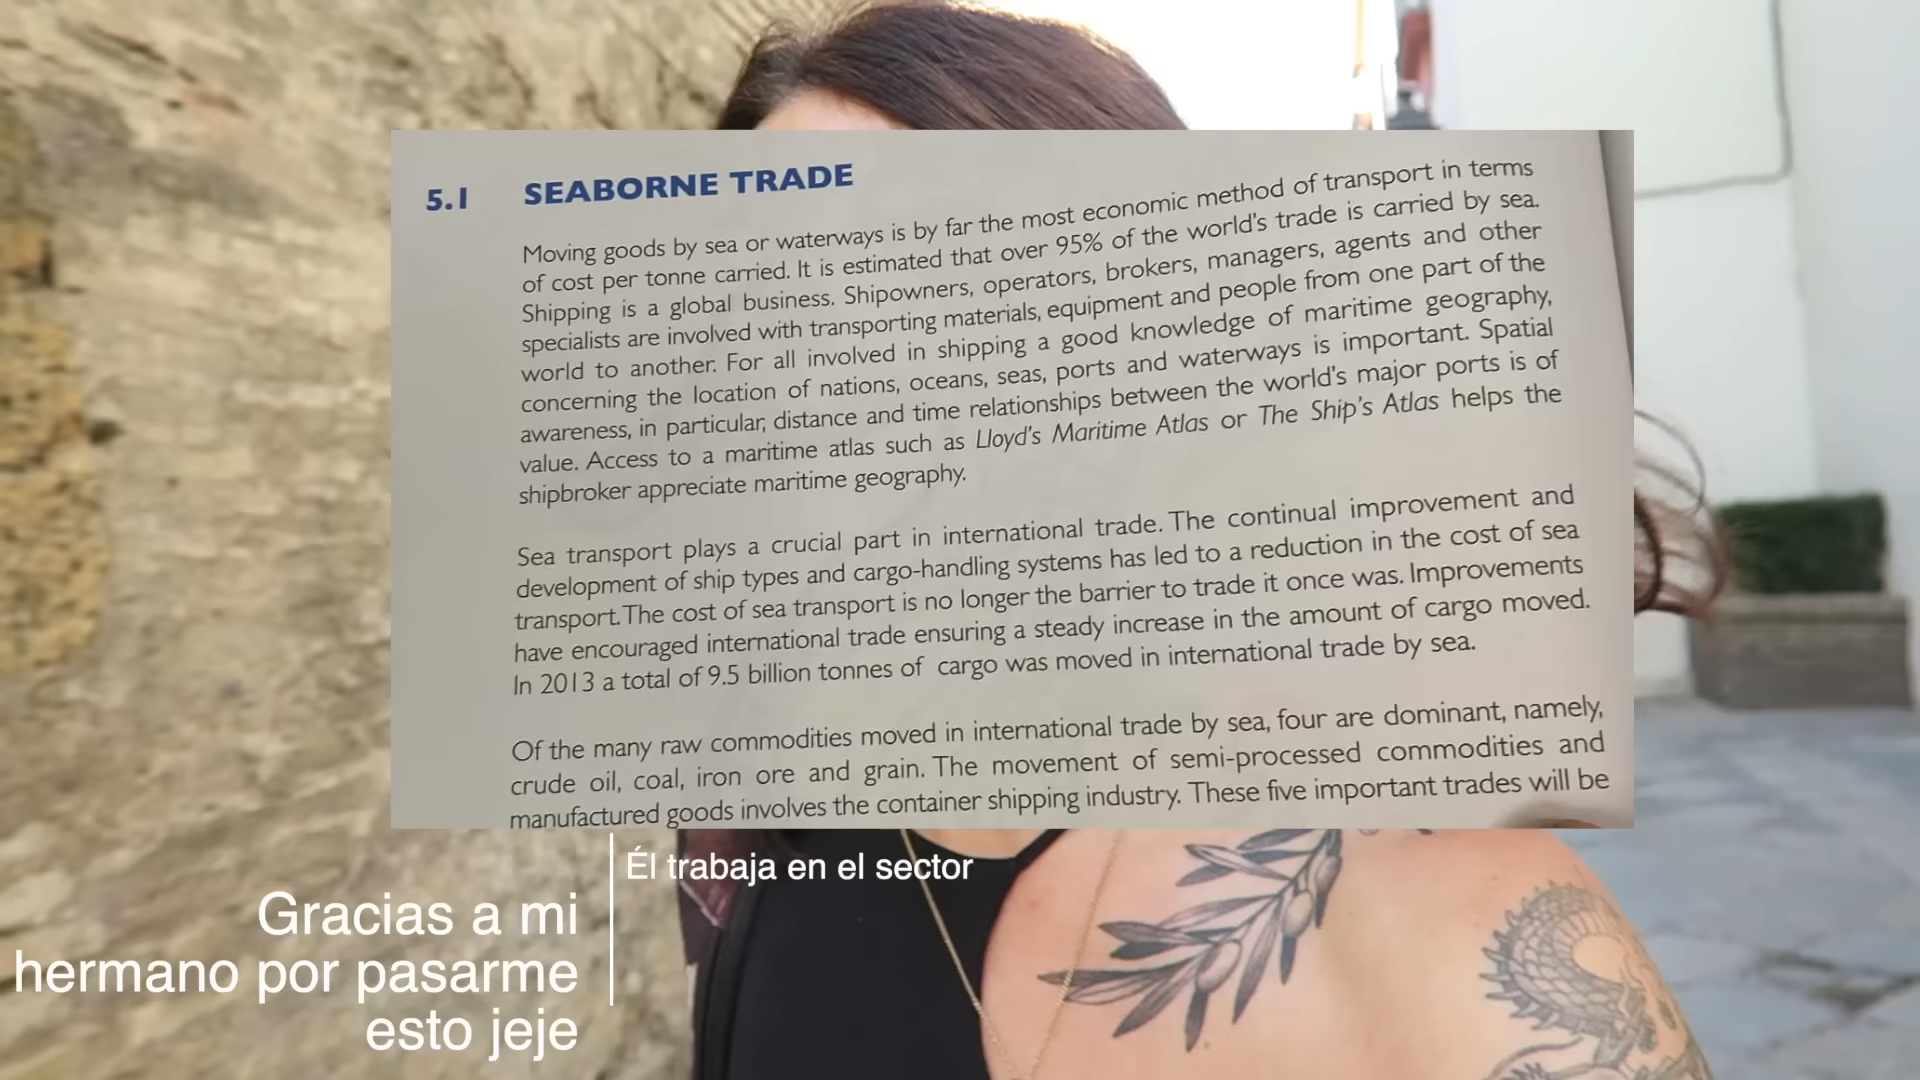 5.1 SEABORNE TRADE
Moving goods by sea or waterways is by far the most economic method of transport in terms
of cost per tonne carried. It is estimated that over 95% of the world's trade is carried by sea.
Shipping is a global business. Shipowners, operators, brokers, managers, agents and other
specialists are involved with transporting materials, equipment and people from one part of the
world to another. For all involved in shipping a good knowledge of maritime geography,
concerning the location of nations, oceans, seas, ports and waterways is important. Spatial
awareness, in particular, distance and time relationships between the world's major ports is of
value. Access to a maritime atlas such as Lloyd's Maritime Atlas or The Ship's Atlas helps the
shipbroker appreciate maritime geography.
Sea transport plays a crucial part in international trade. The continual improvement and
development of ship types and cargo-handling systems has led to a reduction in the cost of sea
transport. The cost of sea transport is no longer the barrier to trade it once was. Improvements
have encouraged international trade ensuring a steady increase in the amount of cargo moved.
In 2013 a total of 9.5 billion tonnes of cargo was moved in international trade by sea.
Of the many raw commodities moved in international trade by sea, four are dominant, namely,
crude oil, coal, iron ore and grain. The movement of semi-processed commodities and
manufactured goods involves the container shipping industry. These five important trades will be
Gracias a mi
hermano por pasarme
esto jeje
Él trabaja en el sector